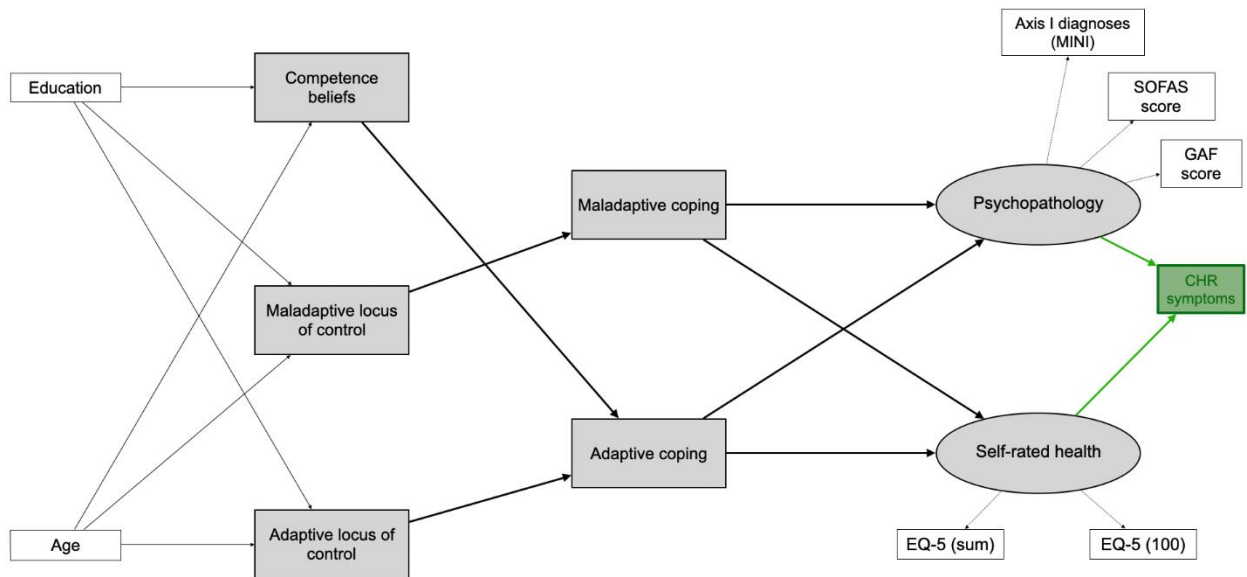 Axis I diagnoses
(MINI)
Education
Competence
beliefs
SOFAS
score
GAF
score
Maladaptive coping
Psychopathology
CHR
symptoms
Maladaptive locus
of control
Adaptive coping
Self-rated health
Age
Adaptive locus of
control
EQ-5 (sum)
EQ-5 (100)